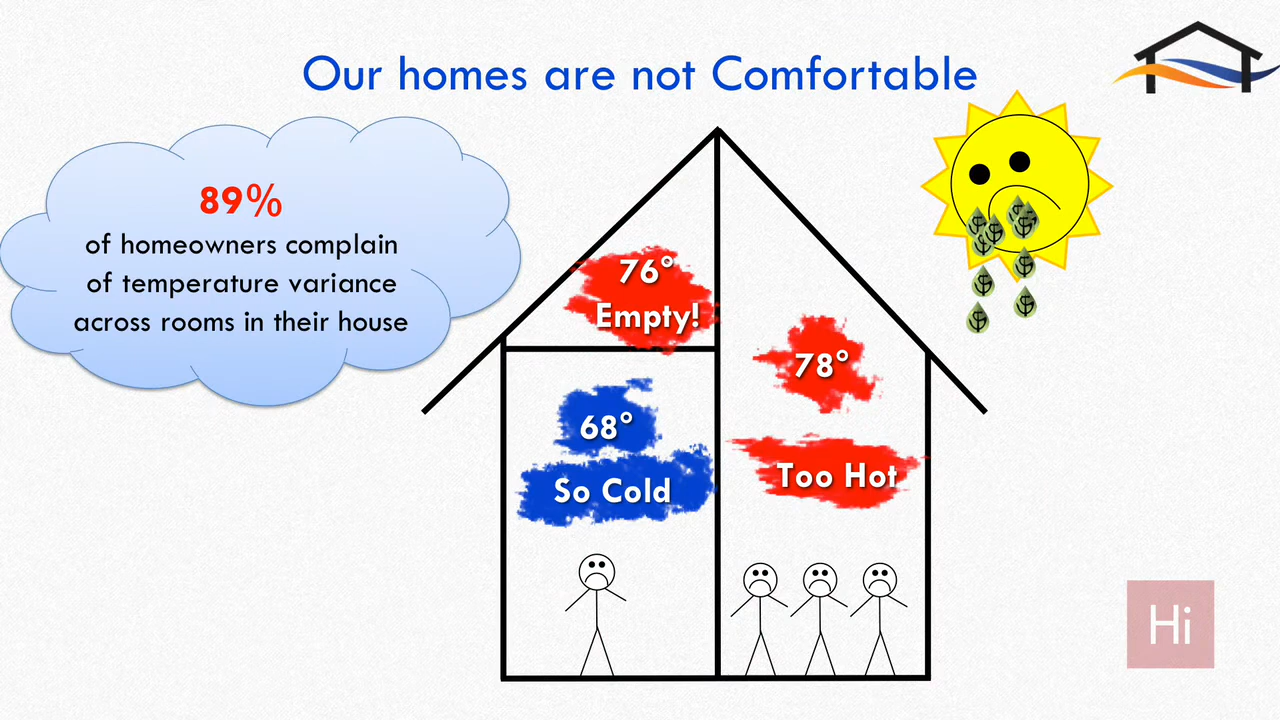 Our homes are not Comfortable
89%
of homeowners complain
of temperature variance
across rooms in their house
76°
Empty!
68°
So Cold
78°
Too Hot
$
$
$
$
$
$
$
$
Hi